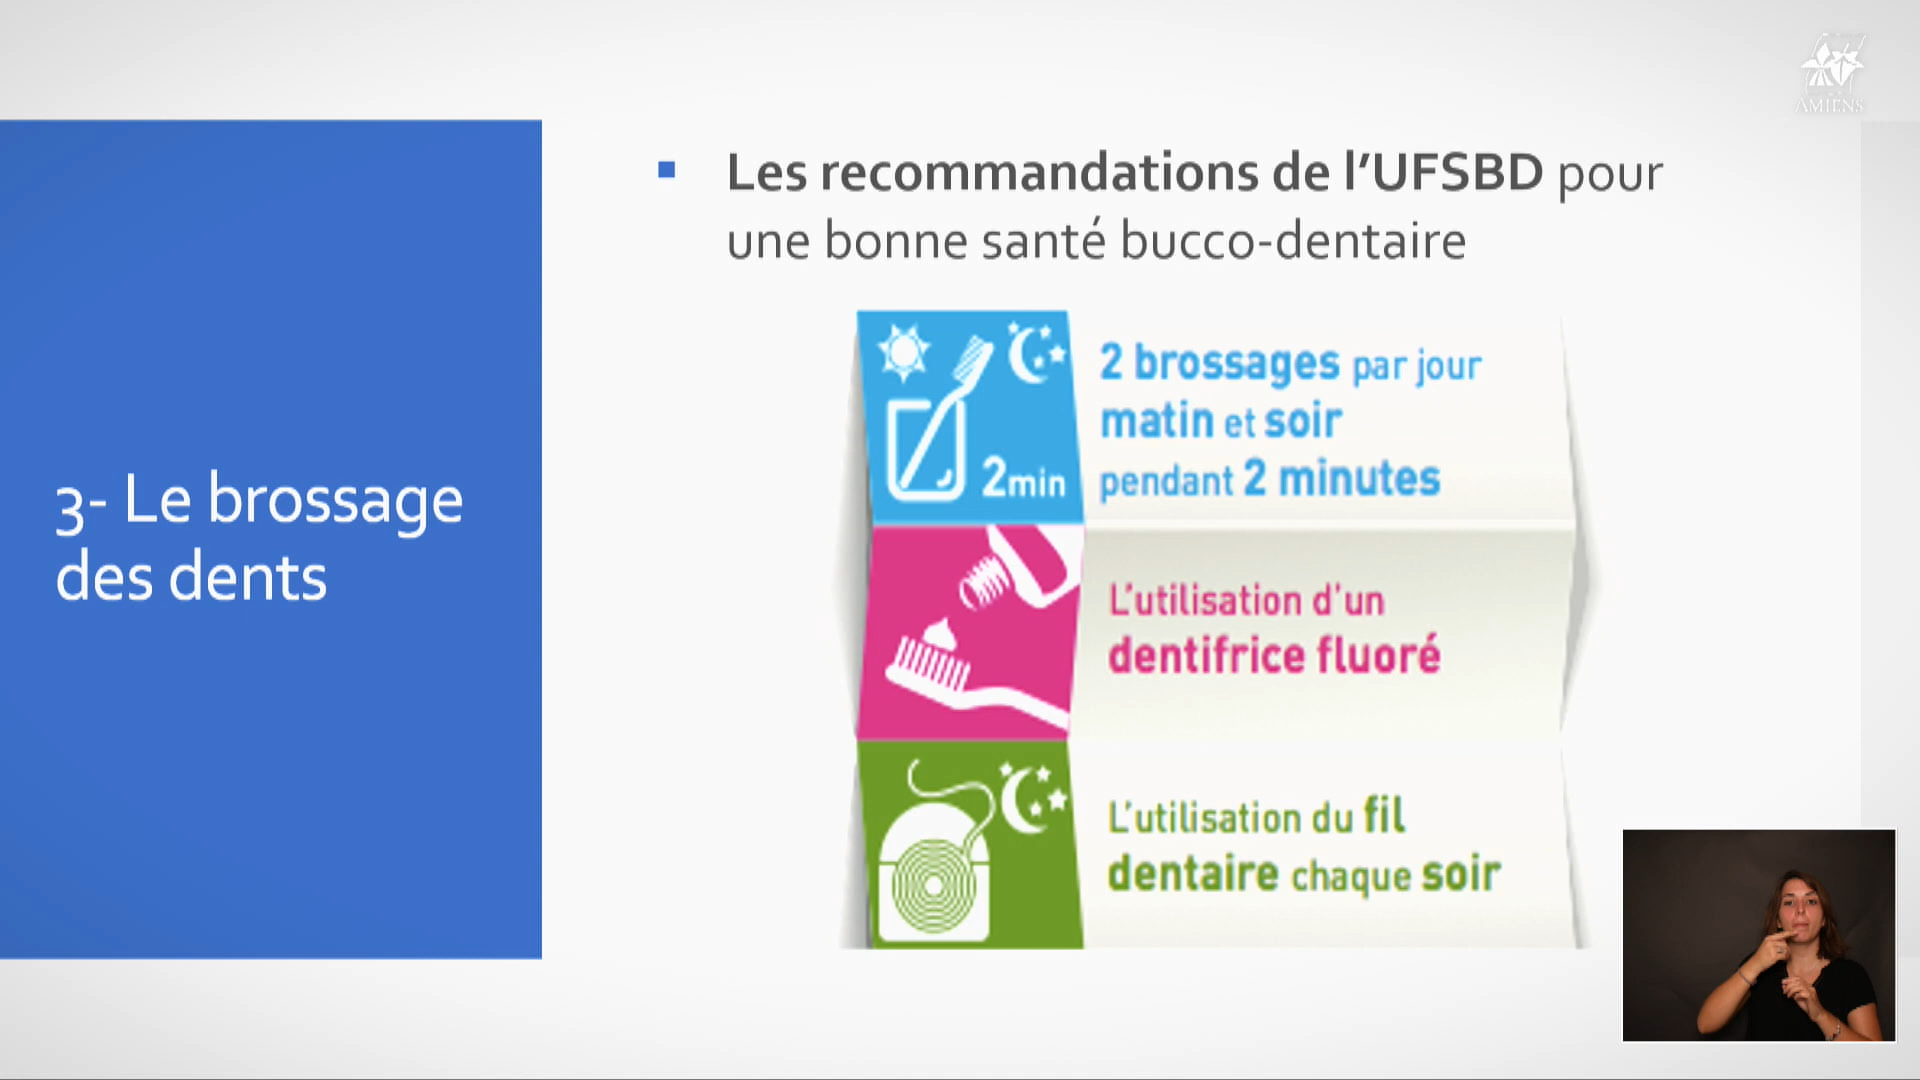 AMIENS
3- Le brossage
des dents
Les recommandations de l’UFSBD pour
une bonne santé bucco-dentaire
2min
2 brossages par jour
matin et soir
pendant 2 minutes
L’utilisation d’un
dentifrice fluoré
L’utilisation du fil
dentaire chaque soir